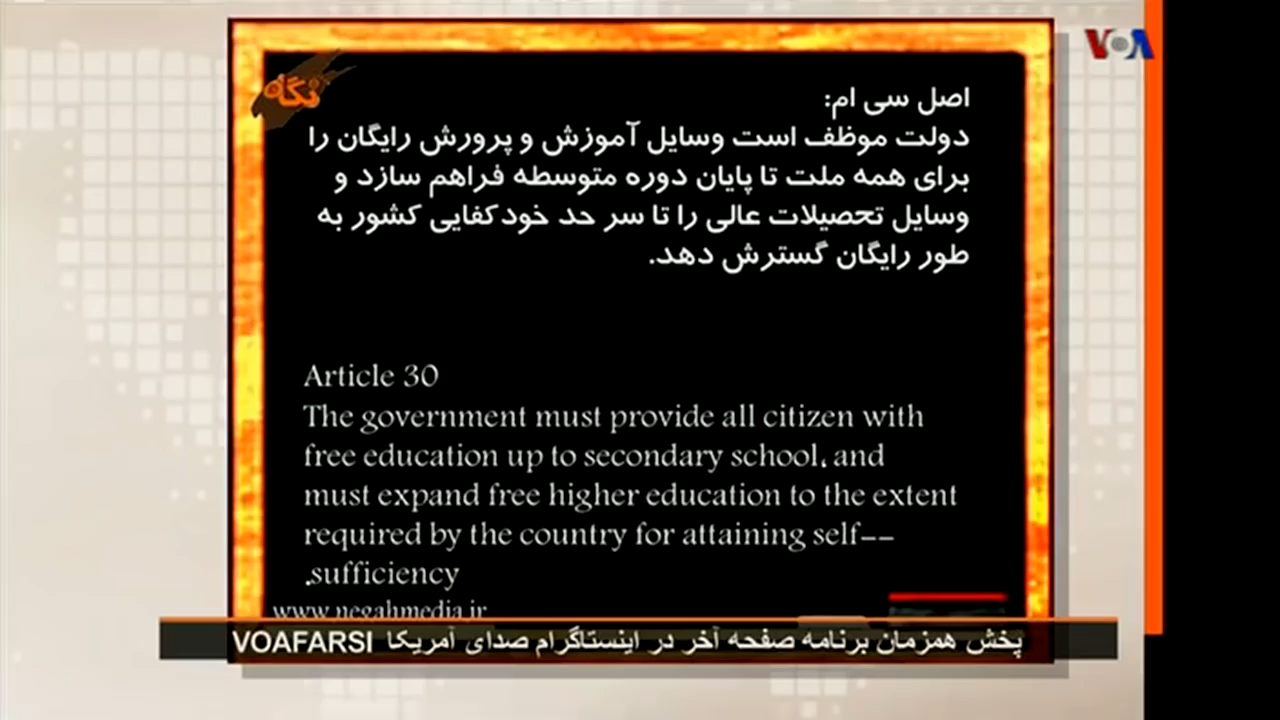 VOA
نگاه
اصل سی ام:
دولت موظف است وسایل آموزش و پرورش رایگان را
برای همه ملت تا پایان دوره متوسطه فراهم سازد و
وسایل تحصیلات عالی را تا سر حد خودکفایی کشور به
طور رایگان گسترش دهد.
Article 30
The government must provide all citizen with
free education up to secondary school، and
must expand free higher education to the extent
required by the country for attaining self--
.sufficiency
www.negahmedia.ir
پخش همزمان برنامه صفحه آخر در اینستاگرام صدای آمریکا VOAFARSI